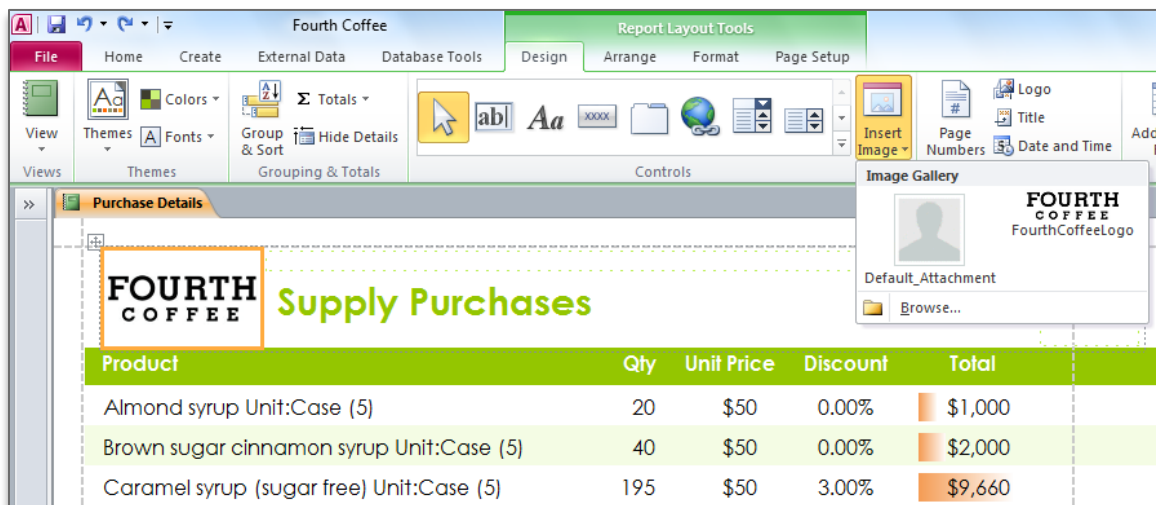 A
Fourth Coffee
Report Layout Tools
File Home Create External Data Database Tools Design Arrange Format Page Setup
View
Views
Aa
Themes
Colors
A Fonts
Themes
Group
& Sort
Σ Totals
Hide Details
Grouping & Totals
ab
Aa
XXXX
Controls
Insert
Image
#
Page
Numbers
Logo
Title
Date and Time
Image Gallery
Default_Attachment
FOURTH
COFFEE
FourthCoffeeLogo
Browse...
»
Purchase Details
FOURTH
COFFEE
Supply Purchases
Product Qty Unit Price Discount Total
Almond syrup Unit:Case (5) 20 $50 0.00% $1,000
Brown sugar cinnamon syrup Unit:Case (5) 40 $50 0.00% $2,000
Caramel syrup (sugar free) Unit:Case (5) 195 $50 3.00% $9,660